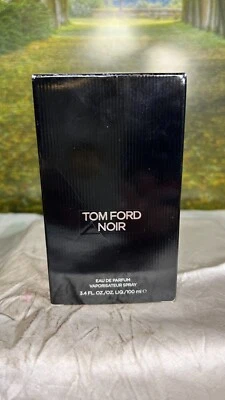 TOM FORD
NOIR
EAU DE PARFUM
VAPORISATEUR SPRAY
3.4 FL. OZ./OZ. LIQ./100 ml ℮